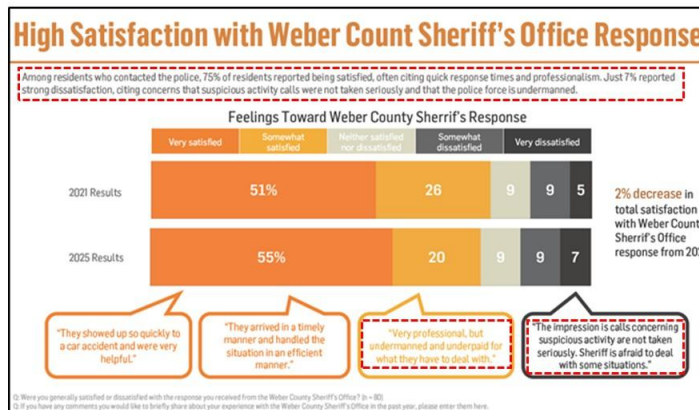 High Satisfaction with Weber Count Sheriff's Office Response
Among residents who contacted the police, 75% of residents reported being satisfied, often citing quick response times and professionalism. Just 7% reported
strong dissatisfaction, citing concerns that suspicious activity calls were not taken seriously and that the police force is undermanned.
Feelings Toward Weber County Sherrif's Response
Very satisfied
Somewhat
satisfied
Neither satisfied
nor dissatisfied
Somewhat
dissatisfied
Very dissatisfied
2021 Results
51%
26
9
9
5
2025 Results
55%
20
9
9
7
2% decrease in
total satisfaction
with Weber Count
Sherrif's Office
response from 202
"They showed up so quickly to
a car accident and were very
helpful."
"They arrived in a timely
manner and handled the
situation in an efficient
manner."
"Very professional, but
undermanned and underpaid for
what they have to deal with."
"The impression is calls concerning
suspicious activity are not taken
seriously. Sheriff is afraid to deal
with some situations."
Q: Were you generally satisfied or dissatisfied with the response you received from the Weber County Sheriff's Office? (n = 80)
Q: If you have any comments you would like to briefly share about your experience with the Weber County Sheriff's Office in the past year, please enter them here.